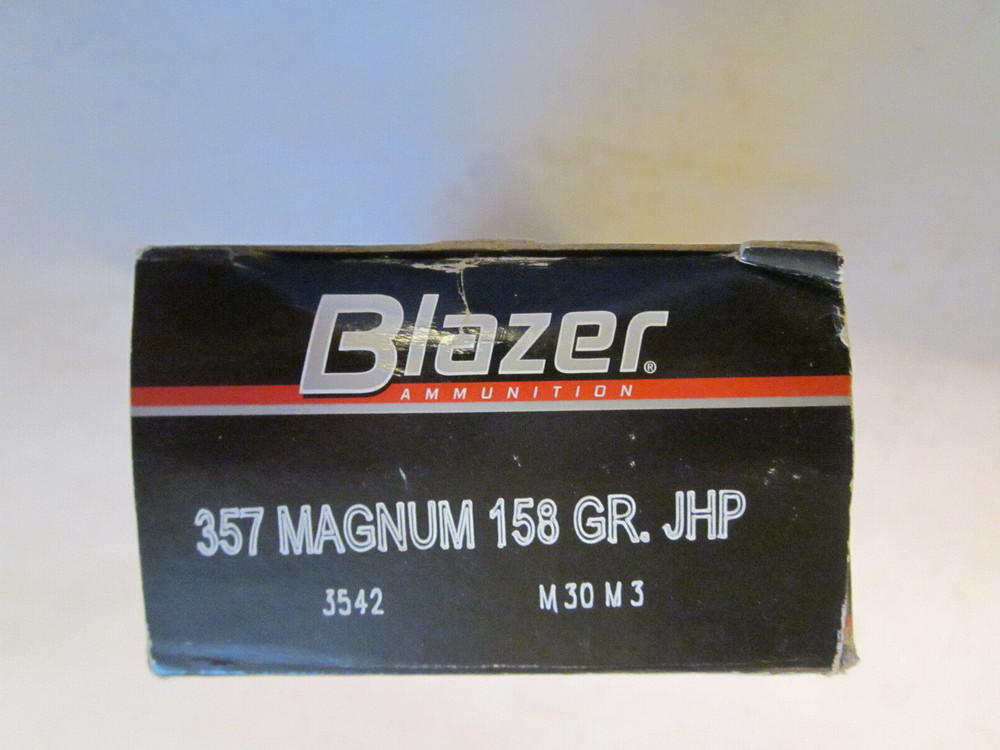 Blazer®
AMMUNITION
357 MAGNUM 158 GR. JHP
3542 M30M3